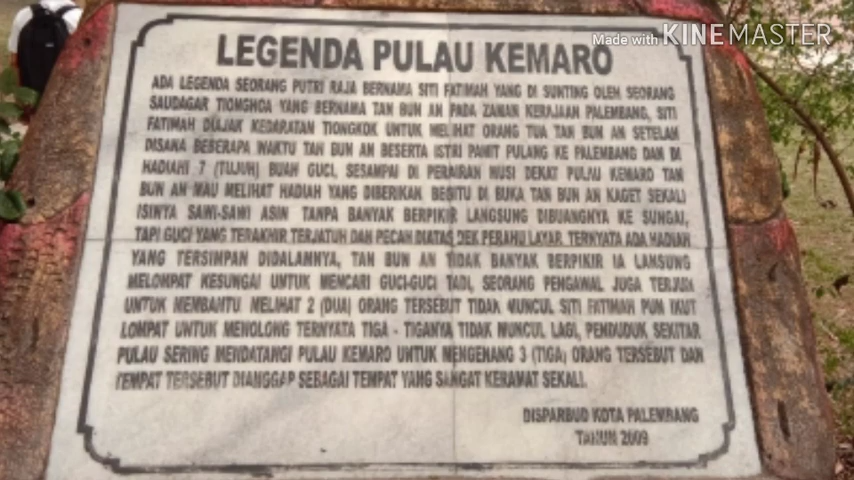 Made with KINEMASTER
LEGENDA PULAU KEMARO
ADA LEGENDA SEORANG PUTRI RAJA BERNAMA SITI FATIMAH YANG DI SUNTING OLEH SEORANG
SAUDAGAR TIONGHOA YANG BERNAMA TAN BUN AN PADA ZAMAN KERAJAAN PALEMBANG, SITI
FATIMAH DIAJAK KEDARATAN TIONGKOK UNTUK MELIHAT ORANG TUA TAN BUN AN SETELAH
DISANA BEBERAPA WAKTU TAN BUN AN BESERTA ISTRI PAMIT PULANG KE PALEMBANG DAN DI
HADIAHI 7 (TUJUH) BUAH GUCI, SESAMPAI DI PERAIRAN MUSI DEKAT PULAU KEMARO TAN
BUN AN MAU MELIHAT HADIAH YANG DIBERIKAN BEGITU DI BUKA TAN BUN AN KAGET SEKALI
ISINYA SAWI-SAWI ASIN TANPA BANYAK BERPIKIR LANGSUNG DIBUANGNYA KE SUNGAI,
TAPI GUCI YANG TERAKHIR TERJATUH DAN PECAH DIATAS DEK PERAHU LAYAR TERNYATA ADA HADIAH
YANG TERSIMPAN DIDALAMNYA, TAN BUN AN TIDAK BANYAK BERPIKIR IA LANSUNG
MELOMPAT KESUNGAI UNTUK MENCARI GUCI-GUCI TADI, SEORANG PENGAWAL JUGA TERJUN
UNTUK MEMBANTU MELIHAT 2 (DUA) ORANG TERSEBUT TIDAK MUNCUL SITI FATIMAH PUN IKUT
LOMPAT UNTUK MENOLONG TERNYATA TIGA - TIGANYA TIDAK MUNCUL LAGI, PENDUDUK SEKITAR
PULAU SERING MENDATANGI PULAU KEMARO UNTUK MENGENANG 3 (TIGA) ORANG TERSEBUT DAN
TEMPAT TERSEBUT DIANGGAP SEBAGAI TEMPAT YANG SANGAT KERAMAT SEKALI.
DISPARBUD KOTA PALEMBANG
TAHUN 2009